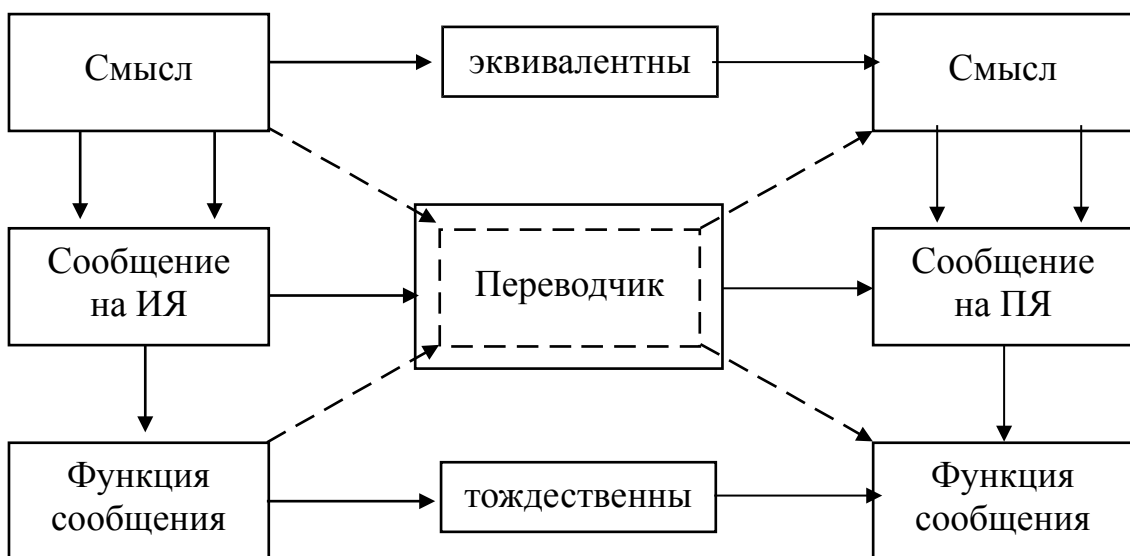 Смысл
эквивалентны
Смысл
Сообщение
на ИЯ
Переводчик
Сообщение
на ПЯ
Функция
сообщения
тождественны
Функция
сообщения